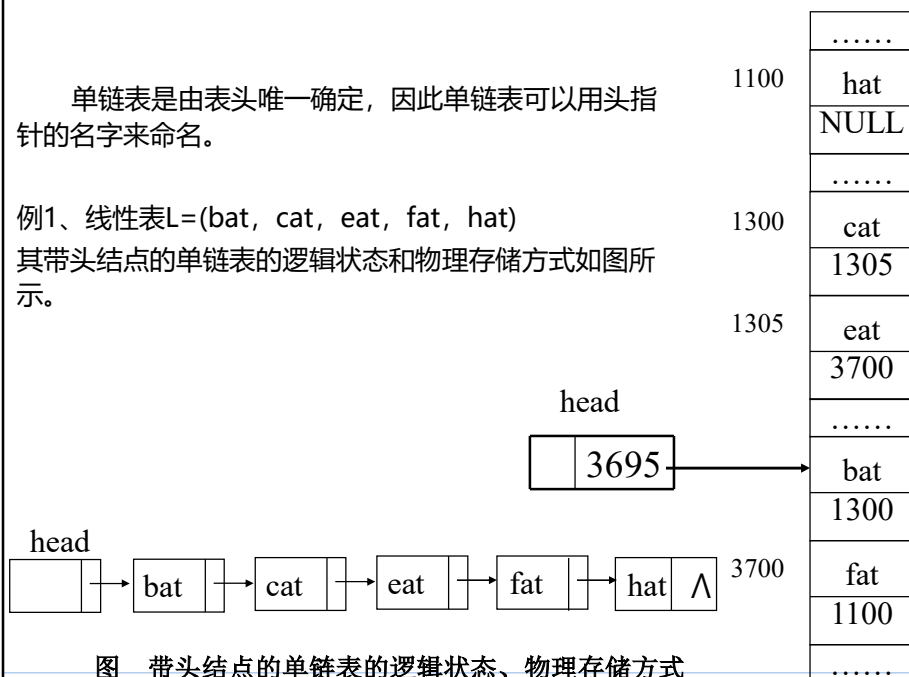 单链表是由表头唯一确定，因此单链表可以用头指
针的名字来命名。
例1、线性表L=(bat，cat，eat，fat，hat)
其带头结点的单链表的逻辑状态和物理存储方式如图所
示。
head
3695
head
bat cat eat fat hat Λ
图 带头结点的单链表的逻辑状态、物理存储方式
……
1100 hat
NULL
……
1300 cat
1305
1305 eat
3700
……
bat
1300
3700 fat
1100
……